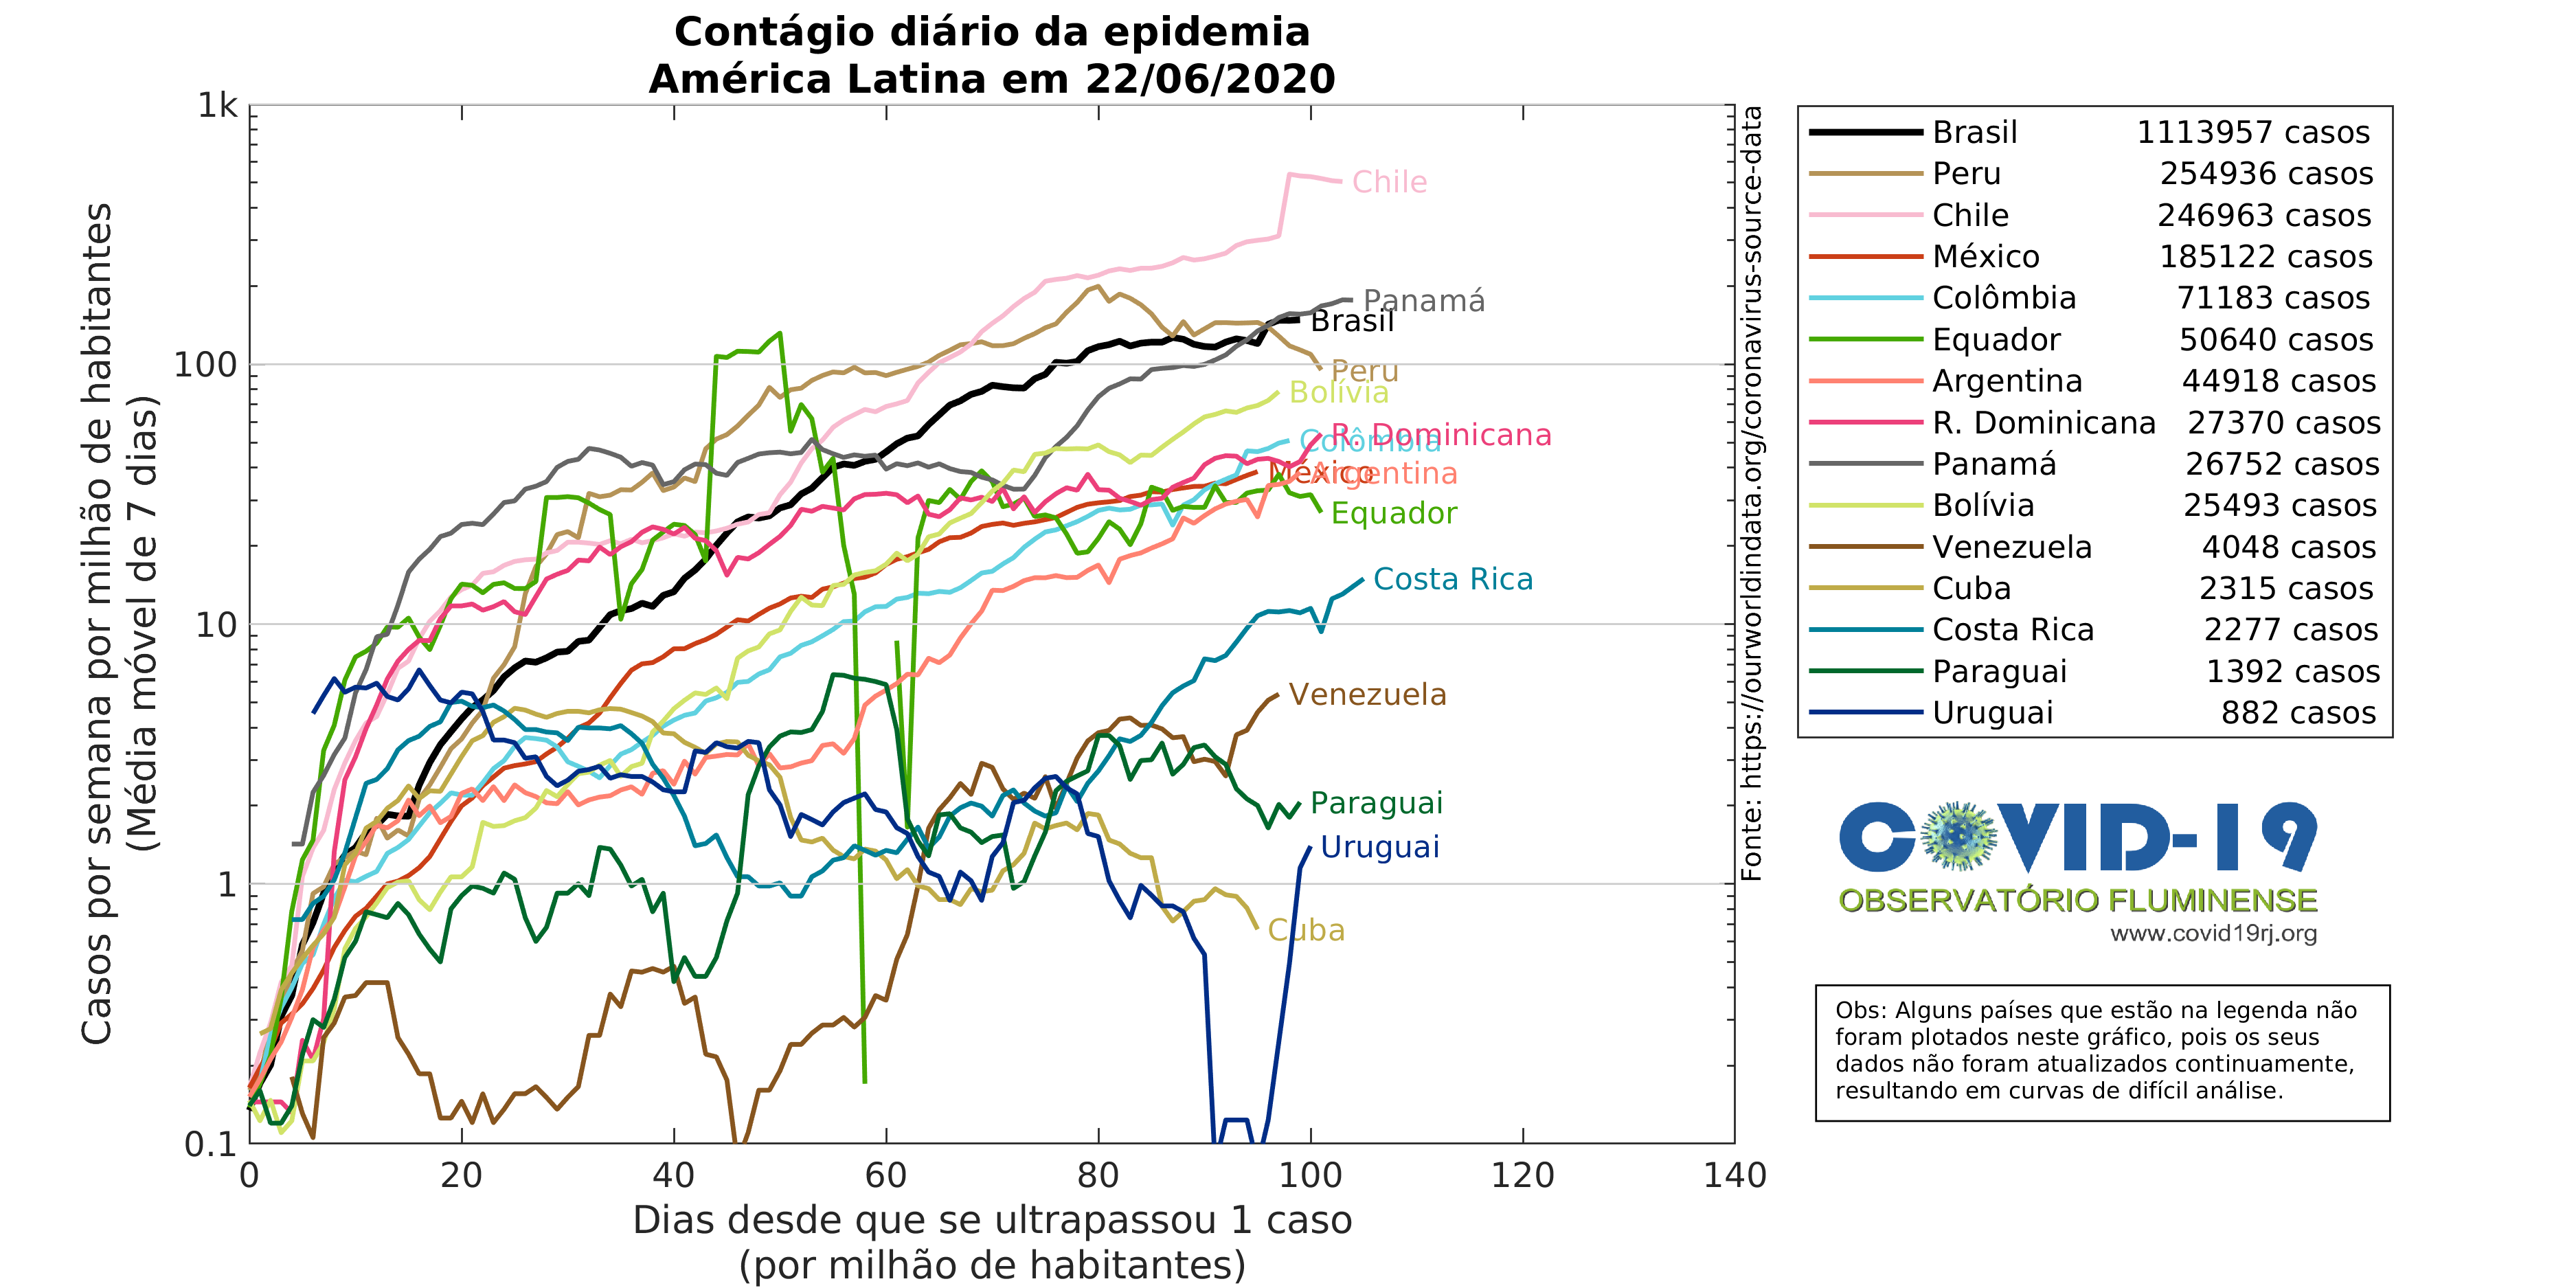 Contágio diário da epidemia
América Latina em 22/06/2020
Casos por semana por milhão de habitantes
(Média móvel de 7 dias)
1k
100
10
1
0.1
0
20
40
60
80
100
120
140
Dias desde que se ultrapassou 1 caso
(por milhão de habitantes)
Chile
Panamá
Brasil
Peru
Bolívia
Colômbia
R. Dominicana
México
Argentina
Equador
Costa Rica
Venezuela
Paraguai
Uruguai
Cuba
Fonte: https://ourworldindata.org/coronavirus-source-data
Brasil 1113957 casos
Peru 254936 casos
Chile 246963 casos
México 185122 casos
Colômbia 71183 casos
Equador 50640 casos
Argentina 44918 casos
R. Dominicana 27370 casos
Panamá 26752 casos
Bolívia 25493 casos
Venezuela 4048 casos
Cuba 2315 casos
Costa Rica 2277 casos
Paraguai 1392 casos
Uruguai 882 casos
COVID-19
OBSERVATÓRIO FLUMINENSE
www.covid19rj.org
Obs: Alguns países que estão na legenda não
foram plotados neste gráfico, pois os seus
dados não foram atualizados continuamente,
resultando em curvas de difícil análise.